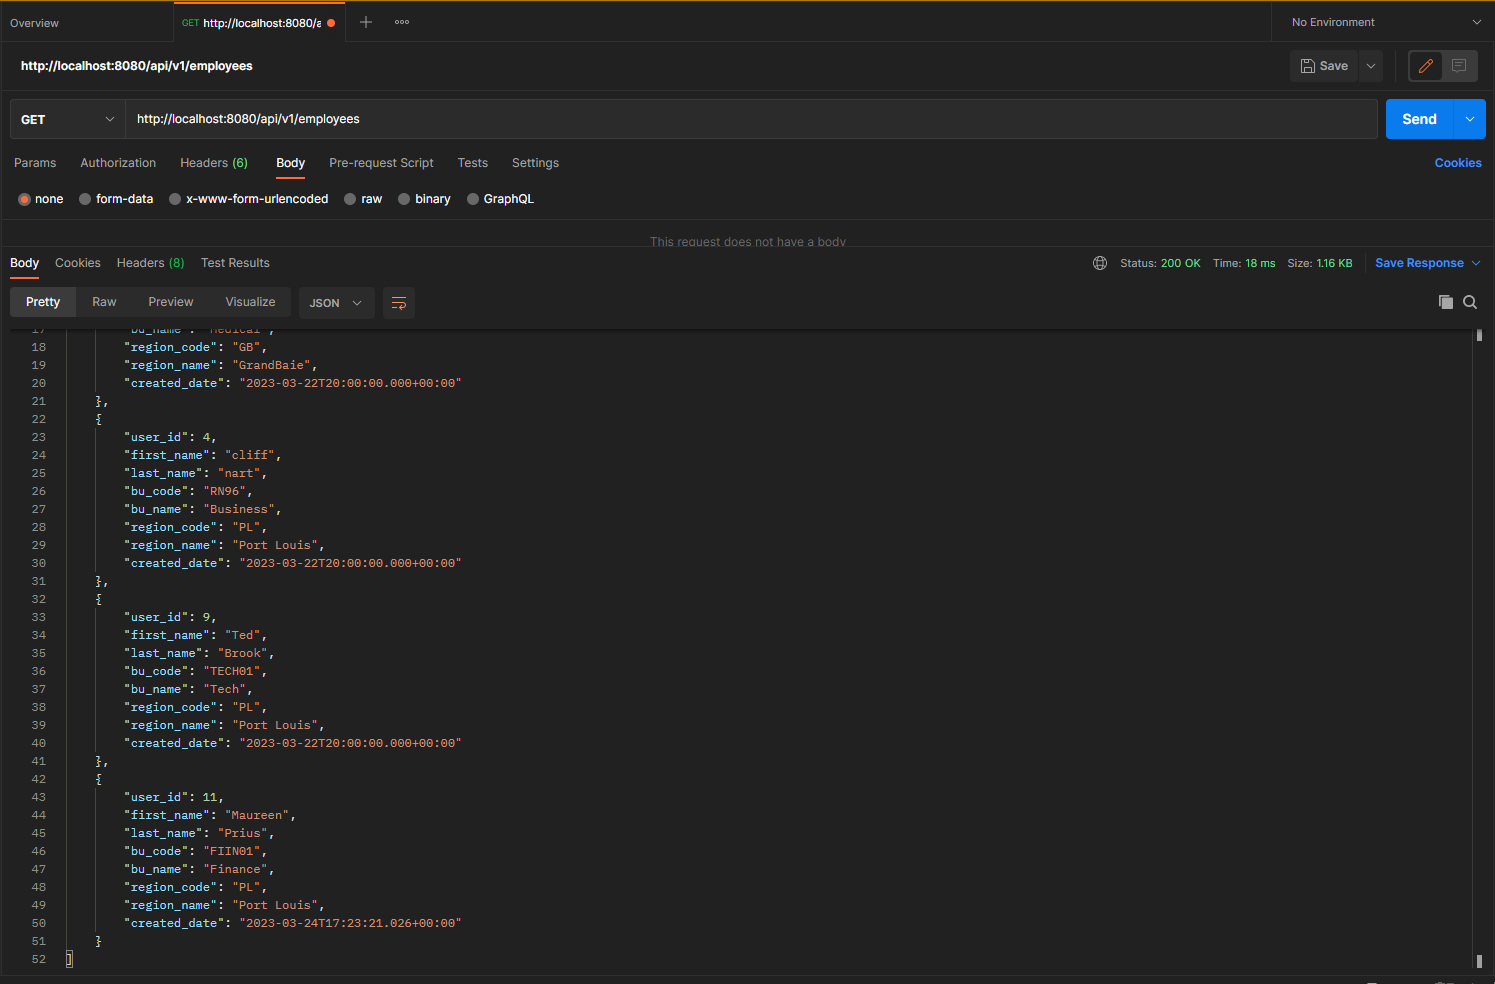 Overview
GET http://localhost:8080/a
No Environment
http://localhost:8080/api/v1/employees
Save
GET
http://localhost:8080/api/v1/employees
Send
Params Authorization Headers (6) Body Pre-request Script Tests Settings
Cookies
none form-data x-www-form-urlencoded raw binary GraphQL
This request does not have a body
Body Cookies Headers (8) Test Results
Status: 200 OK Time: 18 ms Size: 1.16 KB Save Response
Pretty Raw Preview Visualize JSON
17 "bu_name": "Medical",
18 "region_code": "GB",
19 "region_name": "GrandBaie",
20 "created_date": "2023-03-22T20:00:00.000+00:00"
21 },
22 {
23 "user_id": 4,
24 "first_name": "cliff",
25 "last_name": "nart",
26 "bu_code": "RN96",
27 "bu_name": "Business",
28 "region_code": "PL",
29 "region_name": "Port Louis",
30 "created_date": "2023-03-22T20:00:00.000+00:00"
31 },
32 {
33 "user_id": 9,
34 "first_name": "Ted",
35 "last_name": "Brook",
36 "bu_code": "TECH01",
37 "bu_name": "Tech",
38 "region_code": "PL",
39 "region_name": "Port Louis",
40 "created_date": "2023-03-22T20:00:00.000+00:00"
41 },
42 {
43 "user_id": 11,
44 "first_name": "Maureen",
45 "last_name": "Prius",
46 "bu_code": "FIIN01",
47 "bu_name": "Finance",
48 "region_code": "PL",
49 "region_name": "Port Louis",
50 "created_date": "2023-03-24T17:23:21.026+00:00"
51 }
52 ]